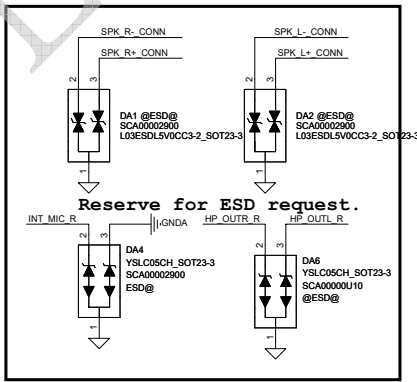 SPK_R-_CONN
SPK_R+_CONN
2
3
DA1 @ESD@
SCA00002900
L03ESDL5V0CC3-2_SOT23-3
1
SPK_L-_CONN
SPK_L+_CONN
2
3
DA2 @ESD@
SCA00002900
L03ESDL5V0CC3-2_SOT23-3
1
Reserve for ESD request.
INT_MIC_R
GNDA
2
3
DA4
YSLC05CH_SOT23-3
SCA00002900
ESD@
1
HP_OUTR_R
HP_OUTL_R
2
3
DA6
YSLC05CH_SOT23-3
SCA00000U10
@ESD@
1